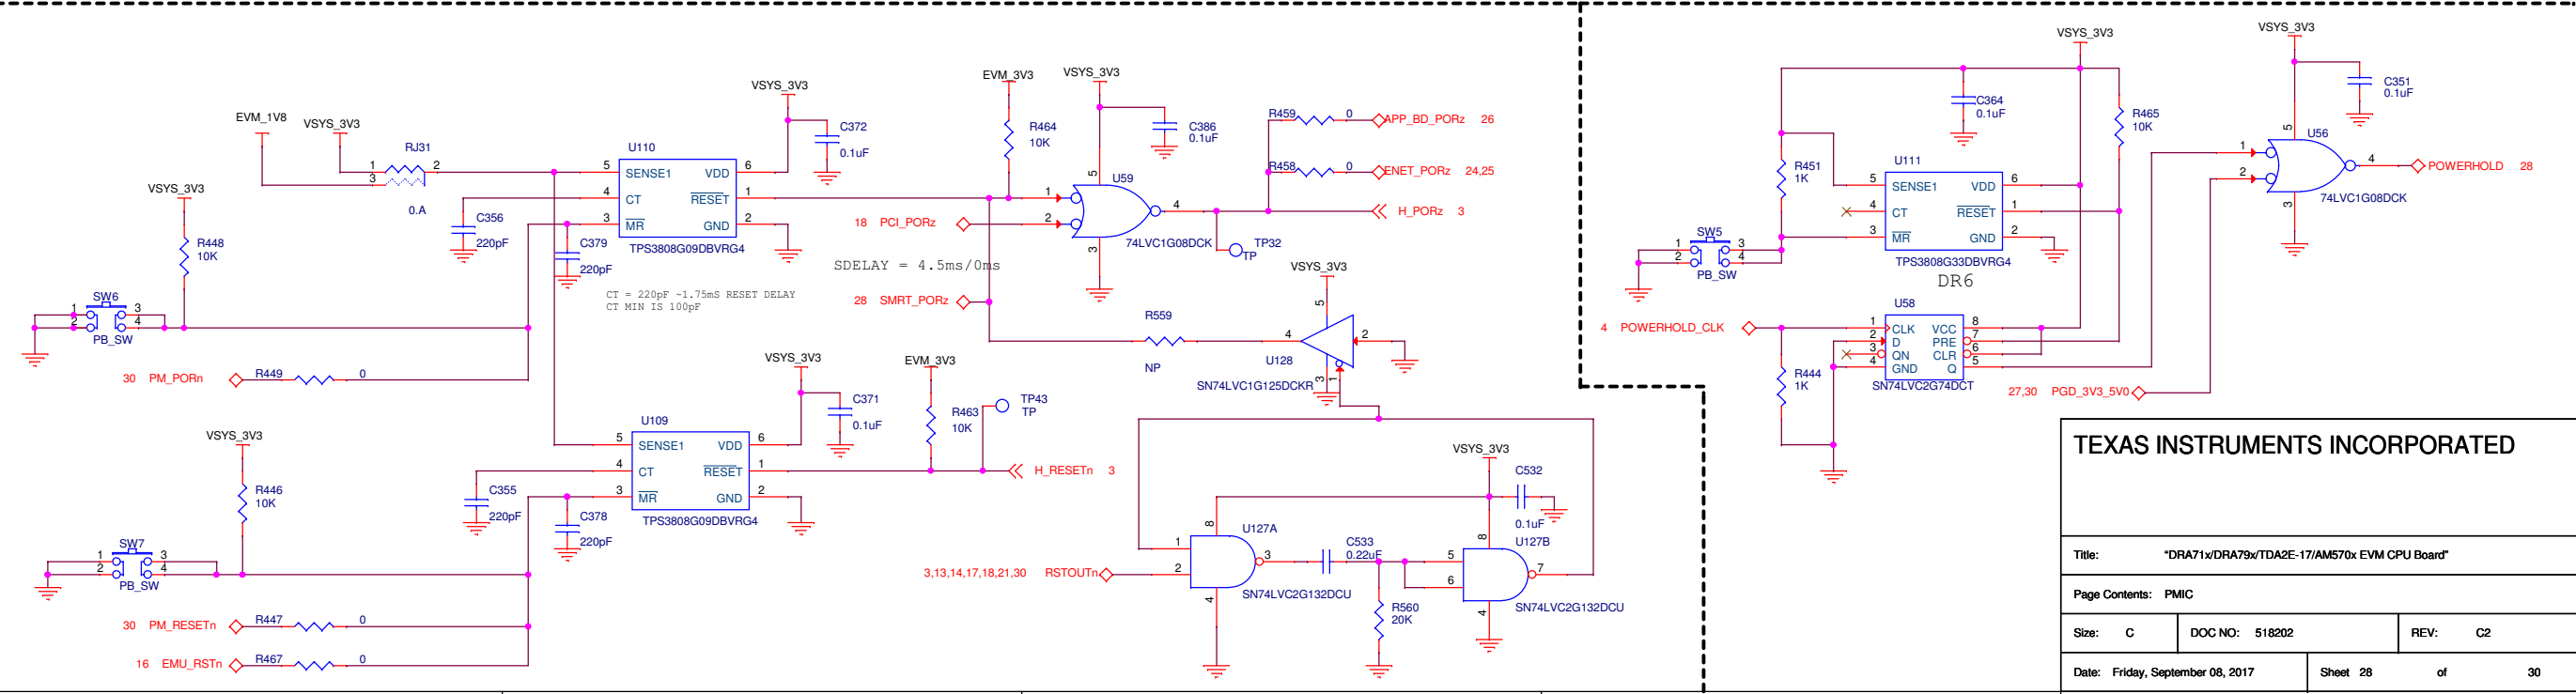 EVM_1V8
VSYS_3V3
RJ31
1
2
3
0.A
VSYS_3V3
R448
10K
C356
220pF
C379
220pF
U110
5 SENSE1 VDD 6
4 CT RESET 1
3 MR GND 2
TPS3808G09DBVRG4
VSYS_3V3
C372
0.1uF
CT = 220pF ~1.75mS RESET DELAY
CT MIN IS 100pF
SDELAY = 4.5ms/0ms
SW6
1 3
2 4
PB_SW
30 PM_PORn
R449 0
EVM_3V3
R464
10K
VSYS_3V3
C386
0.1uF
U59
1
2
3
4
5
74LVC1G08DCK
18 PCI_PORz
28 SMRT_PORz
TP32
TP
R459 0
APP_BD_PORz 26
R458 0
ENET_PORz 24,25
H_PORz 3
R559
NP
VSYS_3V3
U128
5
4
2
3
1
SN74LVC1G125DCKR
VSYS_3V3
R446
10K
SW7
1 3
2 4
PB_SW
30 PM_RESETn
R447 0
16 EMU_RSTn
R467 0
C355
220pF
C378
220pF
U109
5 SENSE1 VDD 6
4 CT RESET 1
3 MR GND 2
TPS3808G09DBVRG4
VSYS_3V3
C371
0.1uF
EVM_3V3
R463
10K
TP43
TP
H_RESETn 3
3,13,14,17,18,21,30 RSTOUTn
U127A
8
1
2
3
4
SN74LVC2G132DCU
C533
0.22uF
R560
20K
VSYS_3V3
C532
0.1uF
U127B
8
5
6
7
4
SN74LVC2G132DCU
VSYS_3V3
C364
0.1uF
R465
10K
R451
1K
U111
5 SENSE1 VDD 6
4 CT RESET 1
3 MR GND 2
TPS3808G33DBVRG4
DR6
SW5
1 3
2 4
PB_SW
4 POWERHOLD_CLK
R444
1K
U58
1 CLK VCC 8
2 D PRE 7
3 QN CLR 6
4 GND Q 5
SN74LVC2G74DCT
27,30 PGD_3V3_5V0
VSYS_3V3
C351
0.1uF
U56
5
1
2
4
3
74LVC1G08DCK
POWERHOLD 28
TEXAS INSTRUMENTS INCORPORATED
Title: "DRA71x/DRA79x/TDA2E-17/AM570x EVM CPU Board"
Page Contents: PMIC
Size: C DOC NO: 518202 REV: C2
Date: Friday, September 08, 2017 Sheet 28 of 30